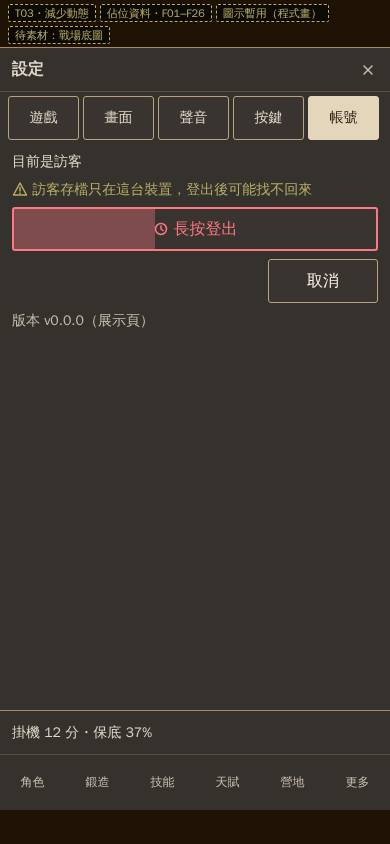 T03・減少動態 佔位資料・F01—F26 圖示暫用（程式畫）
待素材：戰場底圖
設定 ×
遊戲 畫面 聲音 按鍵 帳號
目前是訪客
訪客存檔只在這台裝置，登出後可能找不回來
長按登出
取消
版本 v0.0.0（展示頁）
掛機 12 分・保底 37%
角色 鍛造 技能 天賦 營地 更多